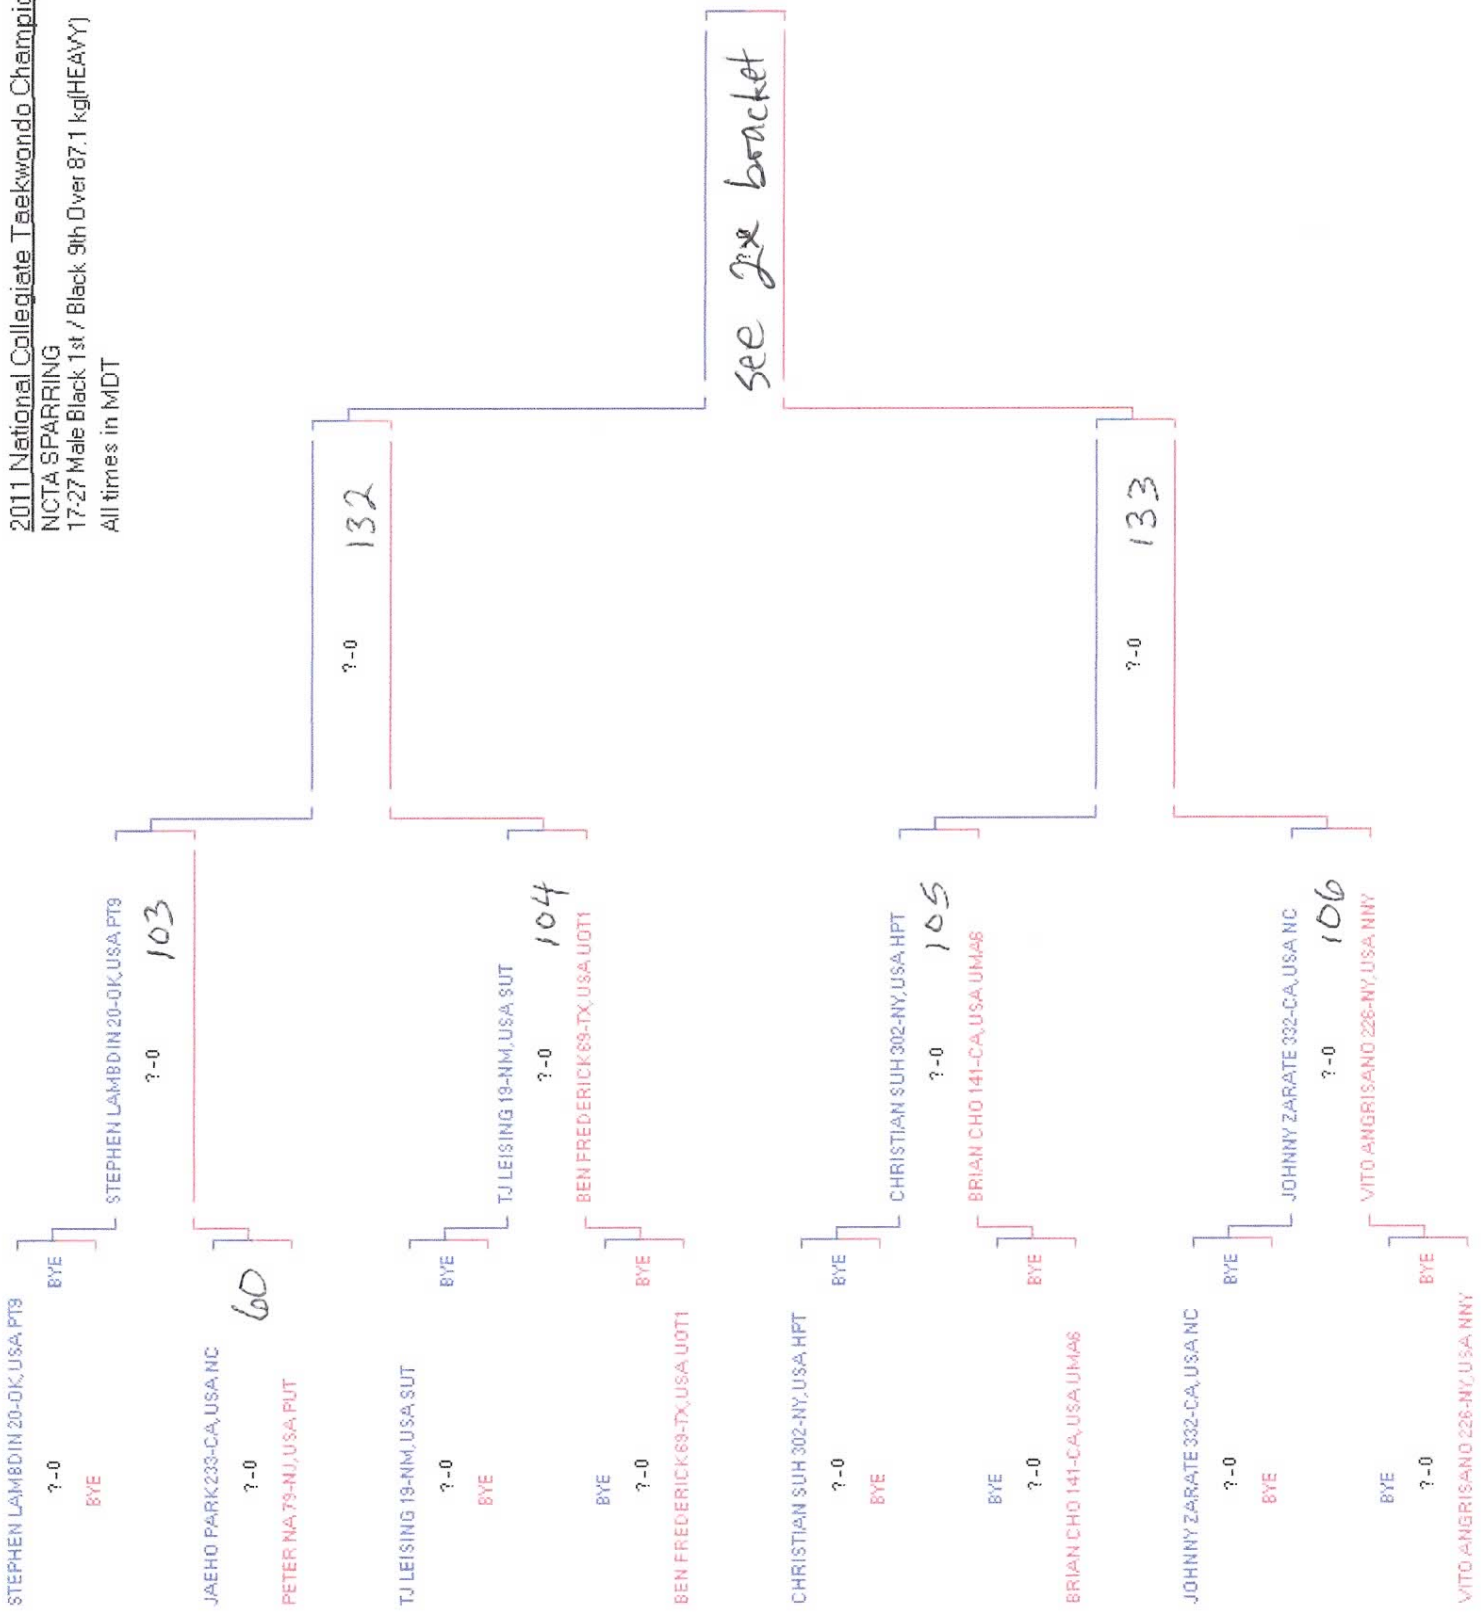 2011 National Collegiate Taekwondo Champio
NCTA SPARRING
17-27 Male Black 1st / Black 9th Over 87.1 kg(HEAVY)
All times in MDT
STEPHEN LAMBDIN 20-OK,USA PT9
?-0
BYE
BYE
JAEHO PARK233-CA,USA NC
?-0
60
PETER NA 79-NJ,USA PUT
TJ LEISING 19-NM,USA SUT
?-0
BYE
BYE
BYE
?-0
BYE
BEN FREDERICK 69-TX,USA UOT1
CHRISTIAN SUH 302-NY,USA HPT
?-0
BYE
BYE
BYE
?-0
BYE
BRIAN CHO 141-CA,USA UMA6
JOHNNY ZARATE 332-CA,USA NC
?-0
BYE
BYE
BYE
?-0
BYE
VITO ANGRISANO 226-NY,USA NNY
STEPHEN LAMBDIN 20-OK,USA PT9
?-0
103
TJ LEISING 19-NM,USA SUT
?-0
104
BEN FREDERICK 69-TX,USA UOT1
CHRISTIAN SUH 302-NY,USA HPT
?-0
105
BRIAN CHO 141-CA,USA UMA6
JOHNNY ZARATE 332-CA,USA NC
?-0
106
VITO ANGRISANO 226-NY,USA NNY
?-0
132
?-0
133
see 2x bracket